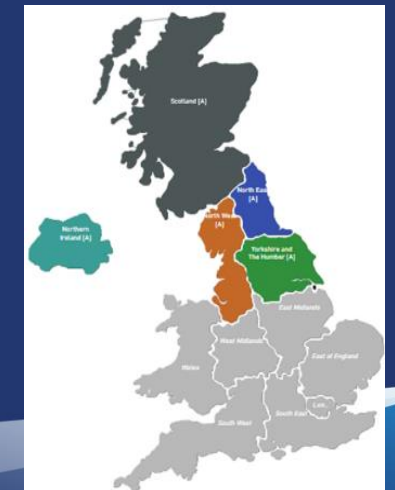 Scotland [A]
North East
[A]
Northern
Ireland [A]
North West
[A]
Yorkshire and
The Humber [A]
East Midlands
West Midlands
Wales
East of England
Lon...
South West
South East